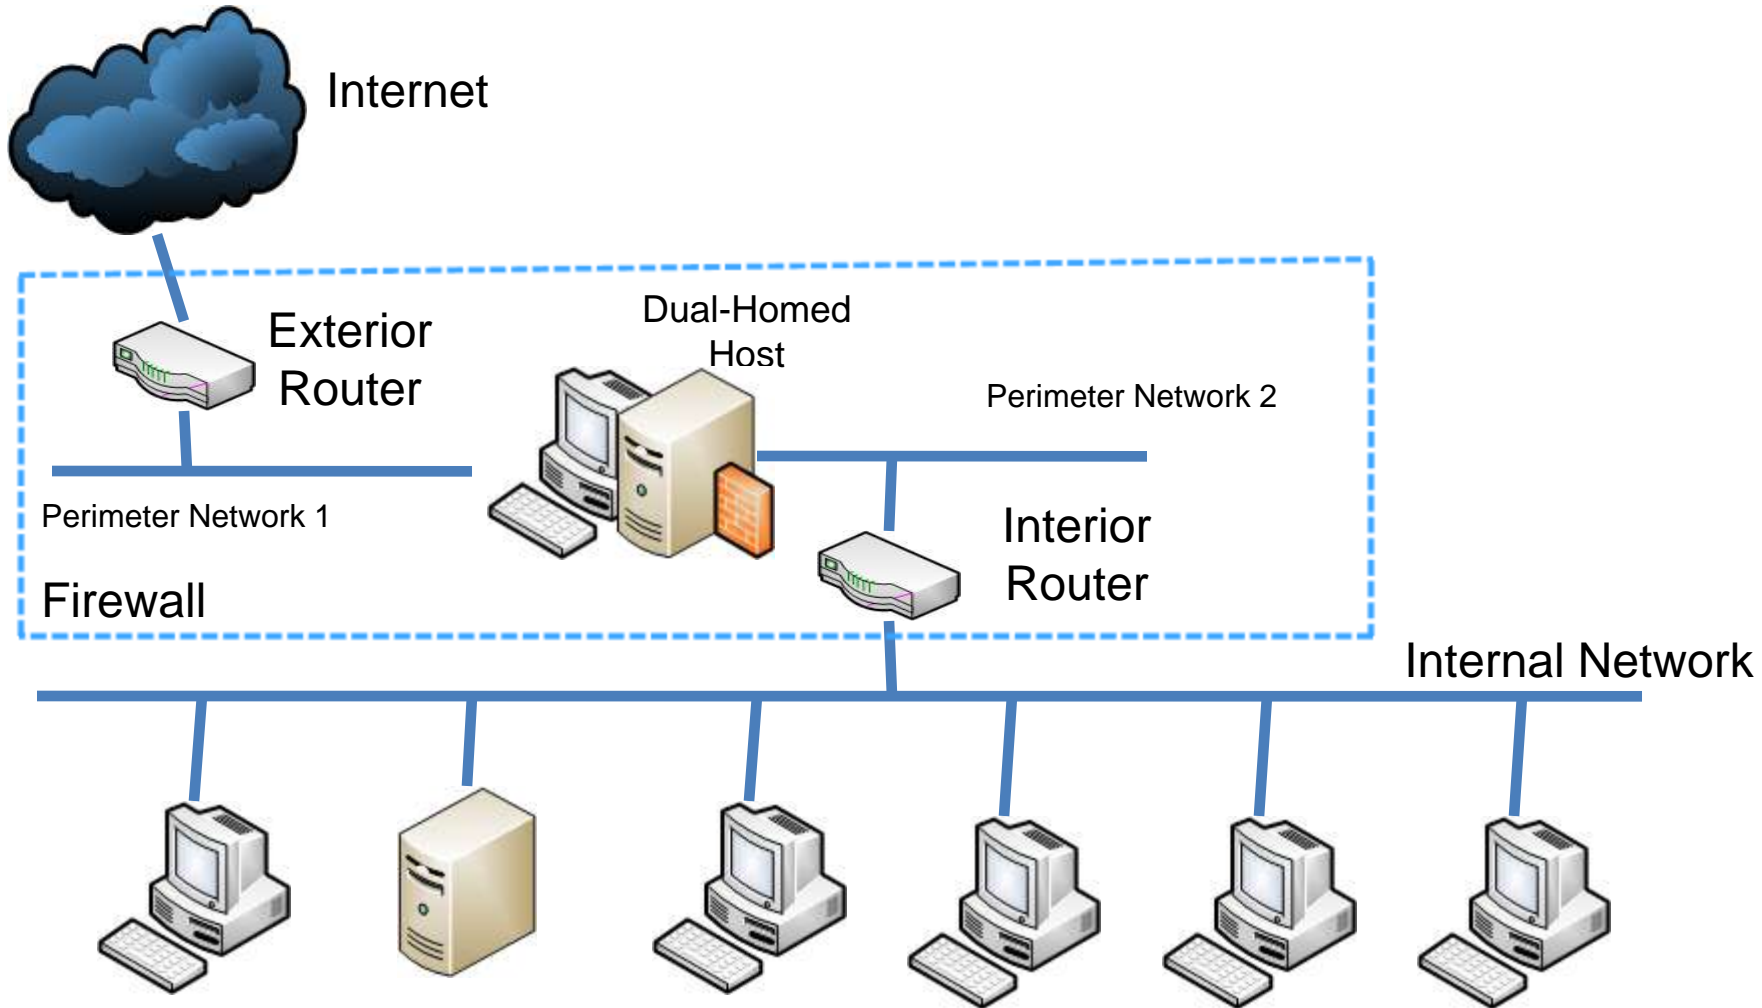 Internet
Exterior
Router
Dual-Homed
Host
Perimeter Network 2
Perimeter Network 1
Interior
Router
Firewall
Internal Network